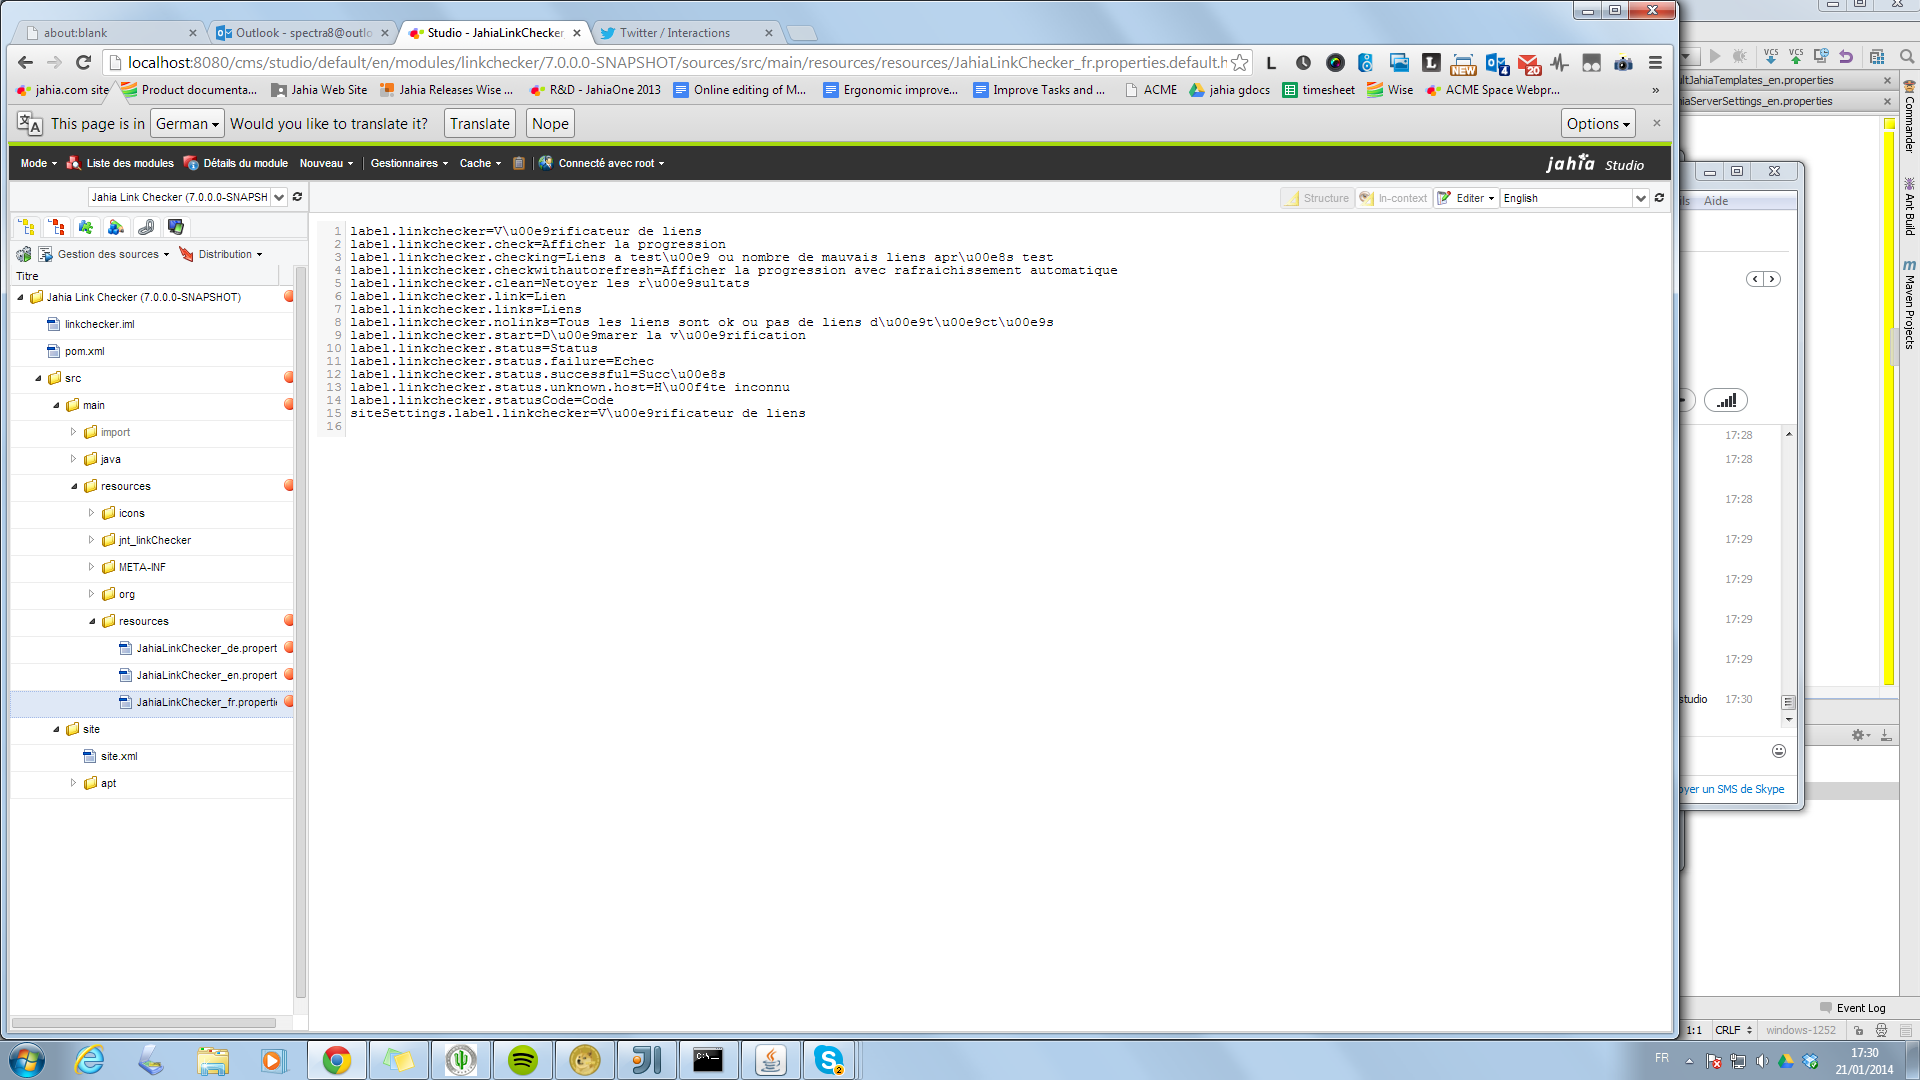 about:blank
Outlook - spectra8@outlo
Studio - JahiaLinkChecker
Twitter / Interactions
localhost:8080/cms/studio/default/en/modules/linkchecker/7.0.0.0-SNAPSHOT/sources/src/main/resources/resources/JahiaLinkChecker_fr.properties.default.h
NEW
4
20
jahia.com site
Product documenta...
Jahia Web Site
Jahia Releases Wise ...
R&D - JahiaOne 2013
Online editing of M...
Ergonomic improve...
Improve Tasks and ...
ACME
jahia gdocs
timesheet
Wise
ACME Space Webpr...
»
This page is in German Would you like to translate it? Translate Nope Options
Mode Liste des modules Détails du module Nouveau Gestionnaires Cache Connecté avec root
jahia Studio
Jahia Link Checker (7.0.0.0-SNAPSH
Structure In-context Editer English
Gestion des sources Distribution
Titre
Jahia Link Checker (7.0.0.0-SNAPSHOT)
linkchecker.iml
pom.xml
src
main
import
java
resources
icons
jnt_linkChecker
META-INF
org
resources
JahiaLinkChecker_de.propert
JahiaLinkChecker_en.propert
JahiaLinkChecker_fr.properti
site
site.xml
apt
1 label.linkchecker=V\u00e9rificateur de liens
2 label.linkchecker.check=Afficher la progression
3 label.linkchecker.checking=Liens a test\u00e9 ou nombre de mauvais liens apr\u00e8s test
4 label.linkchecker.checkwithautorefresh=Afficher la progression avec rafraichissement automatique
5 label.linkchecker.clean=Netoyer les r\u00e9sultats
6 label.linkchecker.link=Lien
7 label.linkchecker.links=Liens
8 label.linkchecker.nolinks=Tous les liens sont ok ou pas de liens d\u00e9t\u00e9ct\u00e9s
9 label.linkchecker.start=D\u00e9marer la v\u00e9rification
10 label.linkchecker.status=Status
11 label.linkchecker.status.failure=Echec
12 label.linkchecker.status.successful=Succ\u00e8s
13 label.linkchecker.status.unknown.host=H\u00f4te inconnu
14 label.linkchecker.statusCode=Code
15 siteSettings.label.linkchecker=V\u00e9rificateur de liens
16
VCS VCS
ultJahiaTemplates_en.properties
iaServerSettings_en.properties
Commander
Ant Build
Maven Projects
ils Aide
17:28
17:28
17:28
17:29
17:29
17:29
17:29
studio 17:30
oyer un SMS de Skype
Event Log
1:1 CRLF windows-1252
FR
17:30
21/01/2014